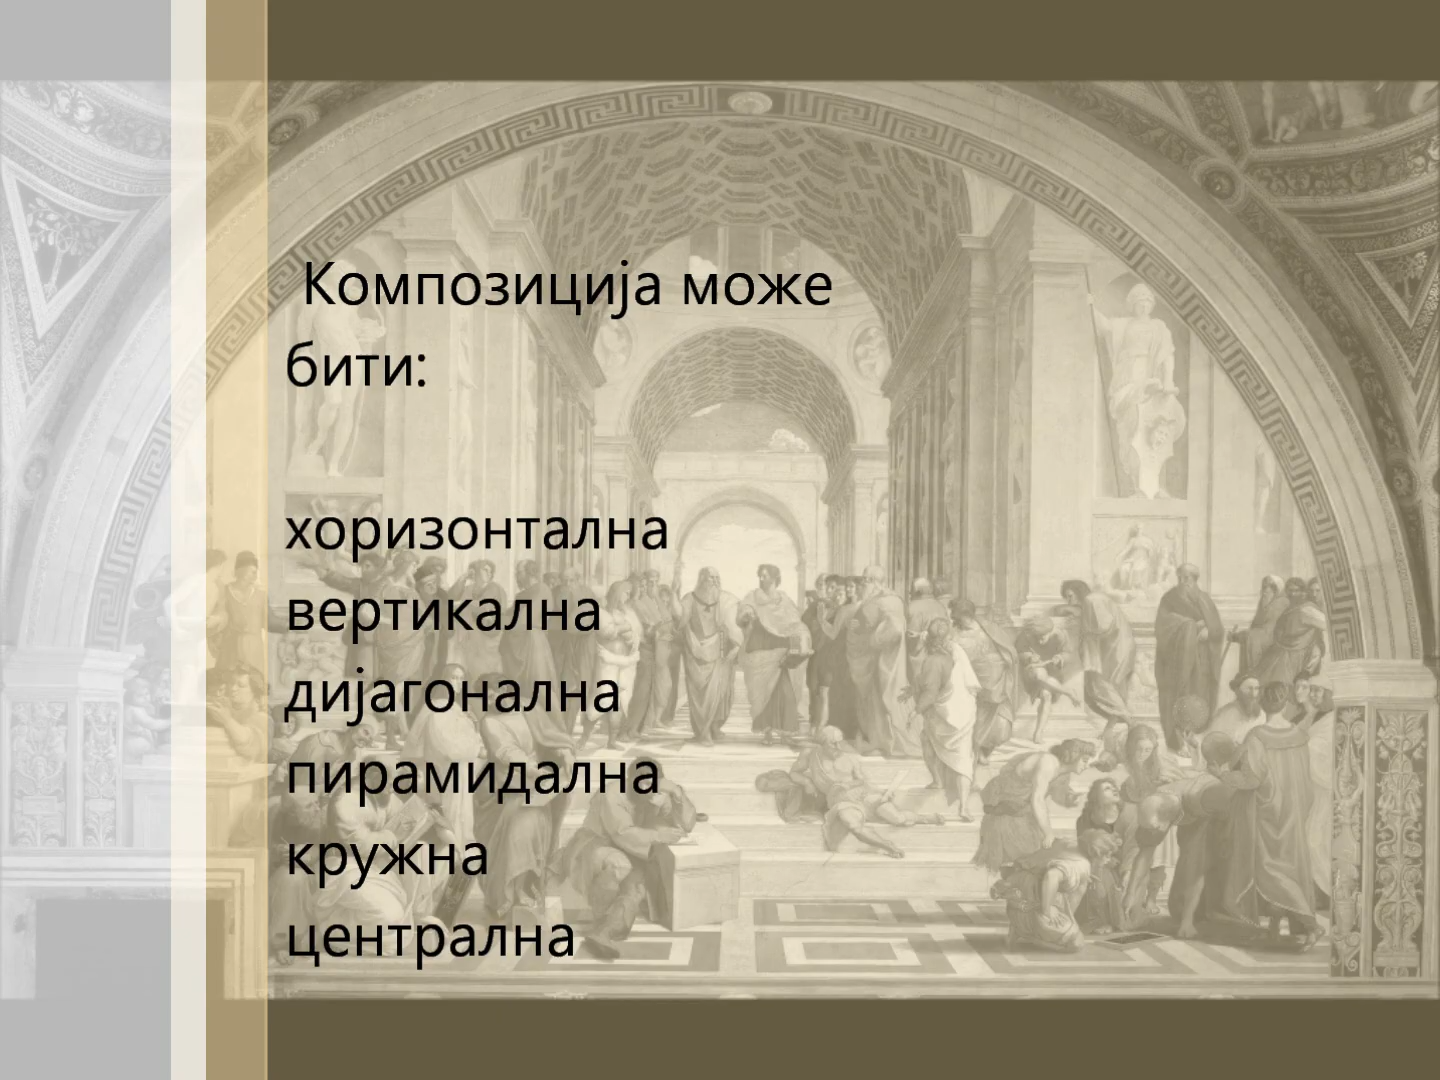 Композиција може
бити:
хоризонтална
вертикална
дијагонална
пирамидална
кружна
централна